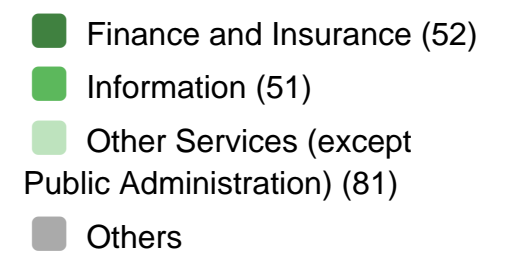 Finance and Insurance (52)
Information (51)
Other Services (except
Public Administration) (81)
Others